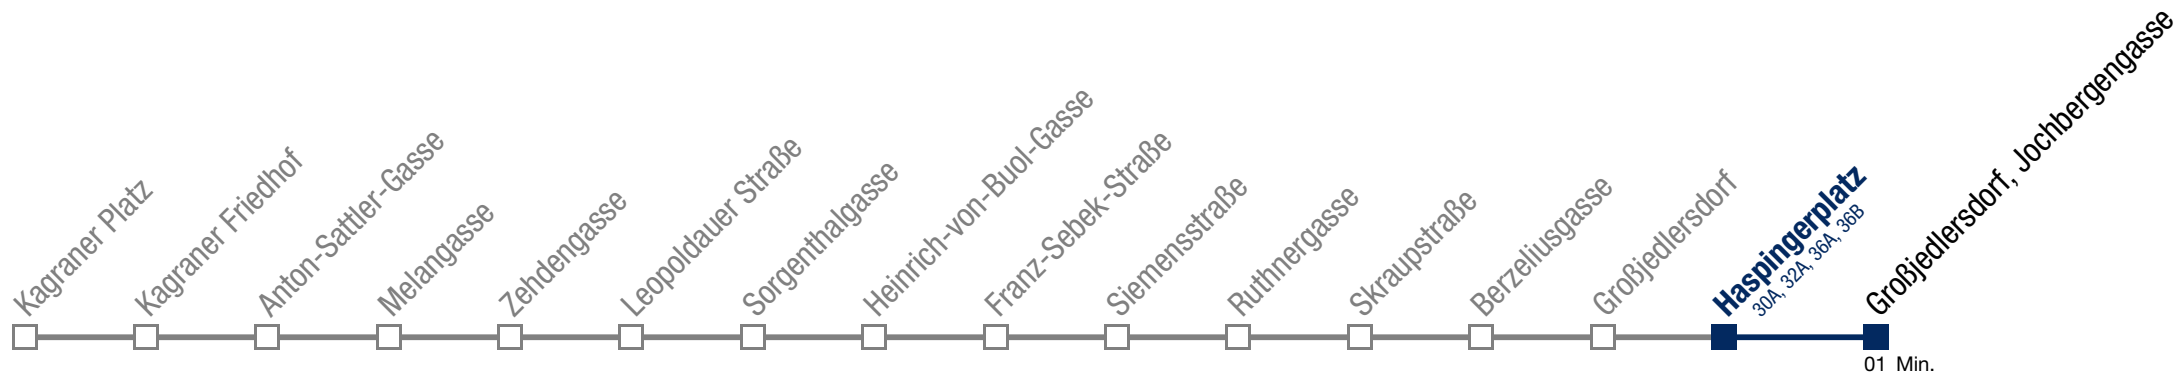 Kagraner Platz
Kagraner Friedhof
Anton-Sattler-Gasse
Melangasse
Zehdengasse
Leopoldauer Straße
Sorgenthalgasse
Heinrich-von-Buol-Gasse
Franz-Sebek-Straße
Siemensstraße
Ruthnergasse
Skraupstraße
Berzeliusgasse
Großjedlersdorf
Haspingerplatz
30A, 32A, 36A, 36B
Großjedlersdorf, Jochbergengasse
01 Min.